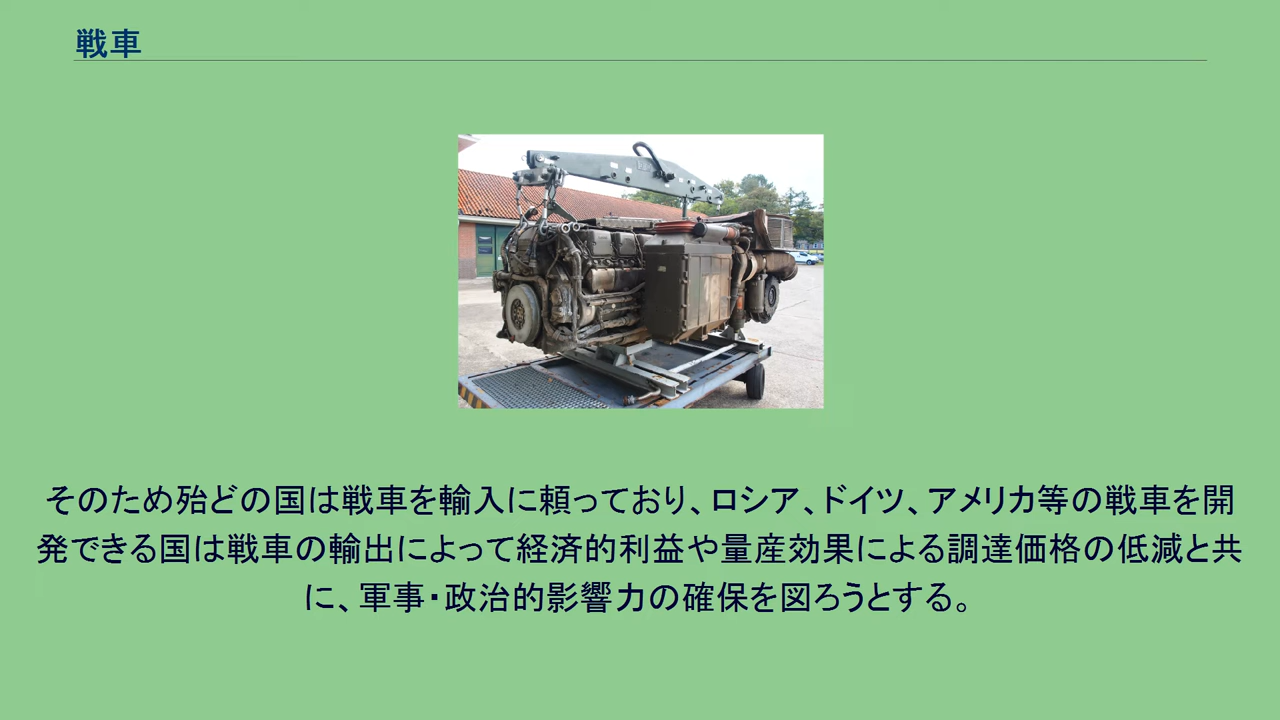 戦車
そのため殆どの国は戦車を輸入に頼っており、ロシア、ドイツ、アメリカ等の戦車を開
発できる国は戦車の輸出によって経済的利益や量産効果による調達価格の低減と共
に、軍事・政治的影響力の確保を図ろうとする。